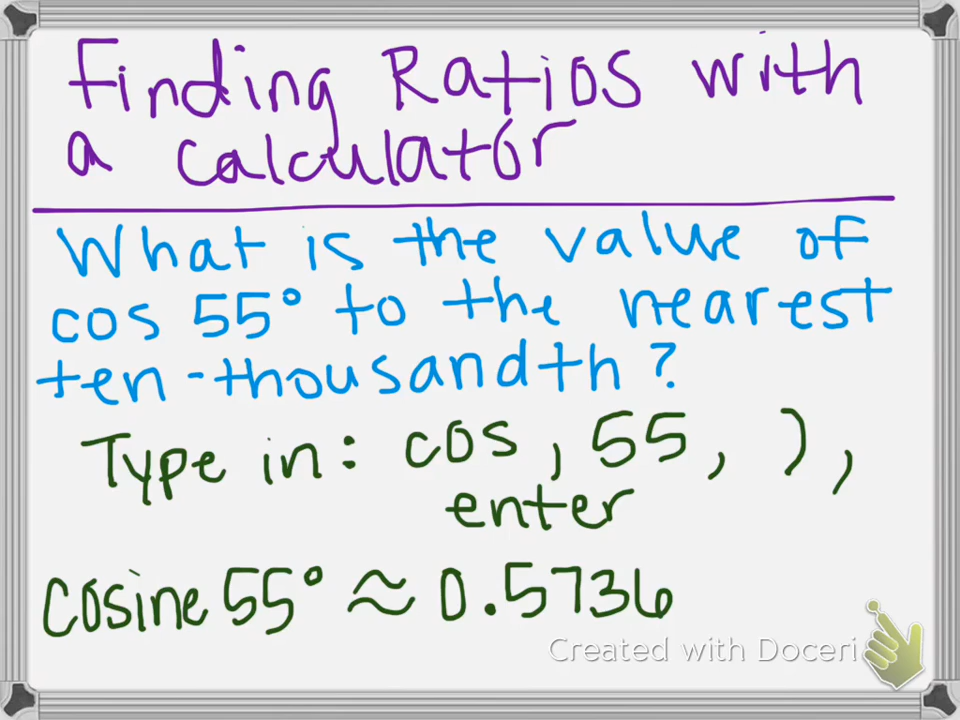 Finding Ratios with
a calculator
What is the value of
cos 55° to the nearest
ten-thousandth?
Type in: cos, 55, ),
enter
cosine 55° ≈ 0.5736
Created with Doceri